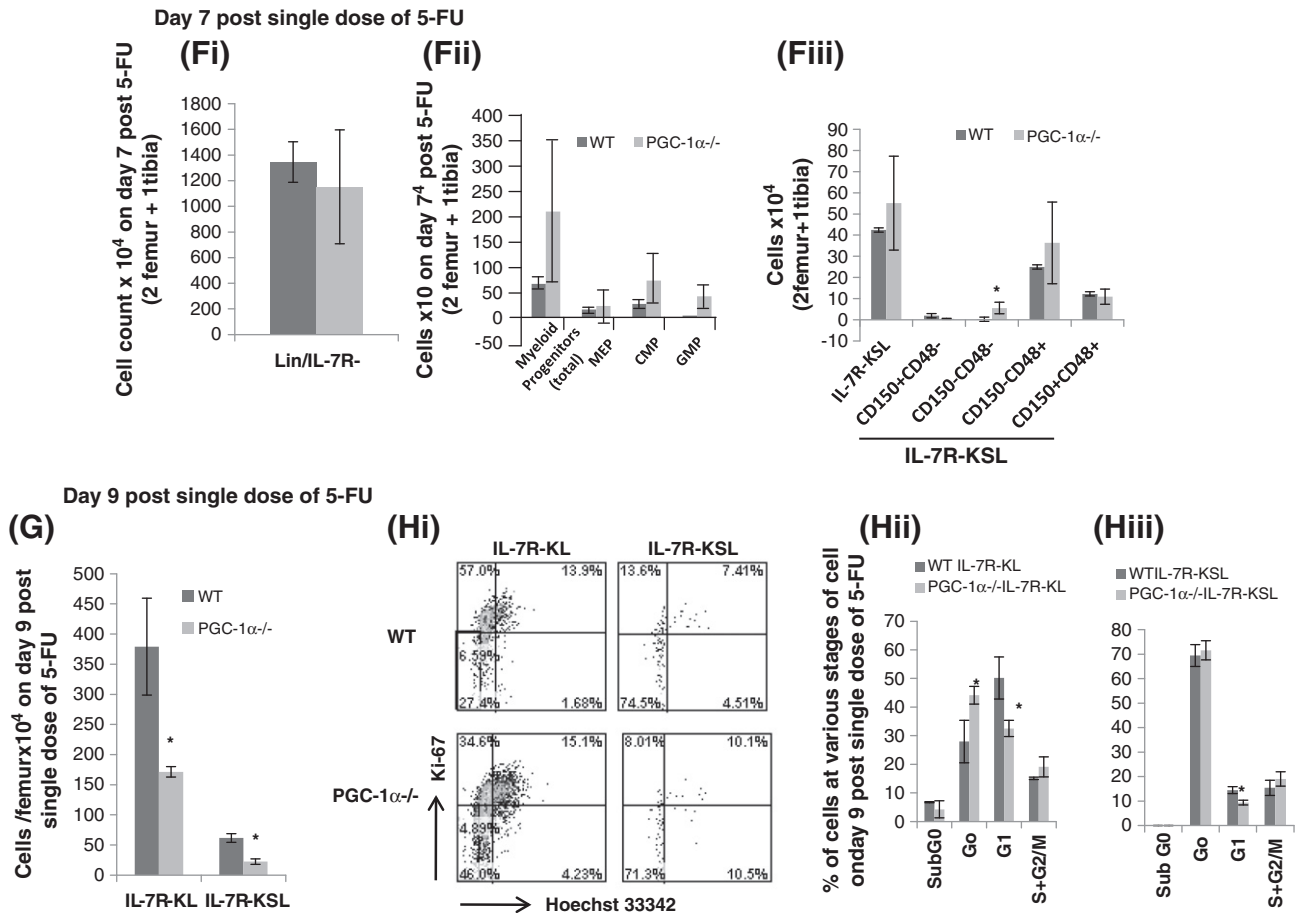 Day 7 post single dose of 5-FU
(Fi)
Cell count x 10⁴ on day 7 post 5-FU
(2 femur + 1tibia)
1800
1600
1400
1200
1000
800
600
400
200
0
Lin/IL-7R-
(Fii)
Cells x10 on day 7⁴ post 5-FU
(2 femur + 1tibia)
400
350
300
250
200
150
100
50
0
-50
WT
PGC-1α-/-
Myeloid
Progenitors
(total)
MEP
CMP
GMP
(Fiii)
Cells x10⁴
(2femur+1tibia)
90
80
70
60
50
40
30
20
10
0
-10
WT
PGC-1α-/-
*
IL-7R-KSL
CD150+CD48-
CD150-CD48-
CD150-CD48+
CD150+CD48+
IL-7R-KSL
Day 9 post single dose of 5-FU
(G)
Cells /femurx10⁴ on day 9 post
single dose of 5-FU
500
450
400
350
300
250
200
150
100
50
0
WT
PGC-1α-/-
*
*
IL-7R-KL IL-7R-KSL
(Hi)
IL-7R-KL IL-7R-KSL
WT
57.0% 13.9%
6.59%
27.4% 1.68%
13.6% 7.41%
74.5% 4.51%
PGC-1α-/-
34.6% 15.1%
4.89%
46.0% 4.23%
8.01% 10.1%
71.3% 10.5%
Ki-67
Hoechst 33342
(Hii)
WT IL-7R-KL
PGC-1α-/-IL-7R-KL
% of cells at various stages of cell
onday 9 post single dose of 5-FU
70
60
50
40
30
20
10
0
*
*
SubG0
Go
G1
S+G2/M
(Hiii)
WTIL-7R-KSL
PGC-1α-/-IL-7R-KSL
80
70
60
50
40
30
20
10
0
*
Sub G0
Go
G1
S+G2/M